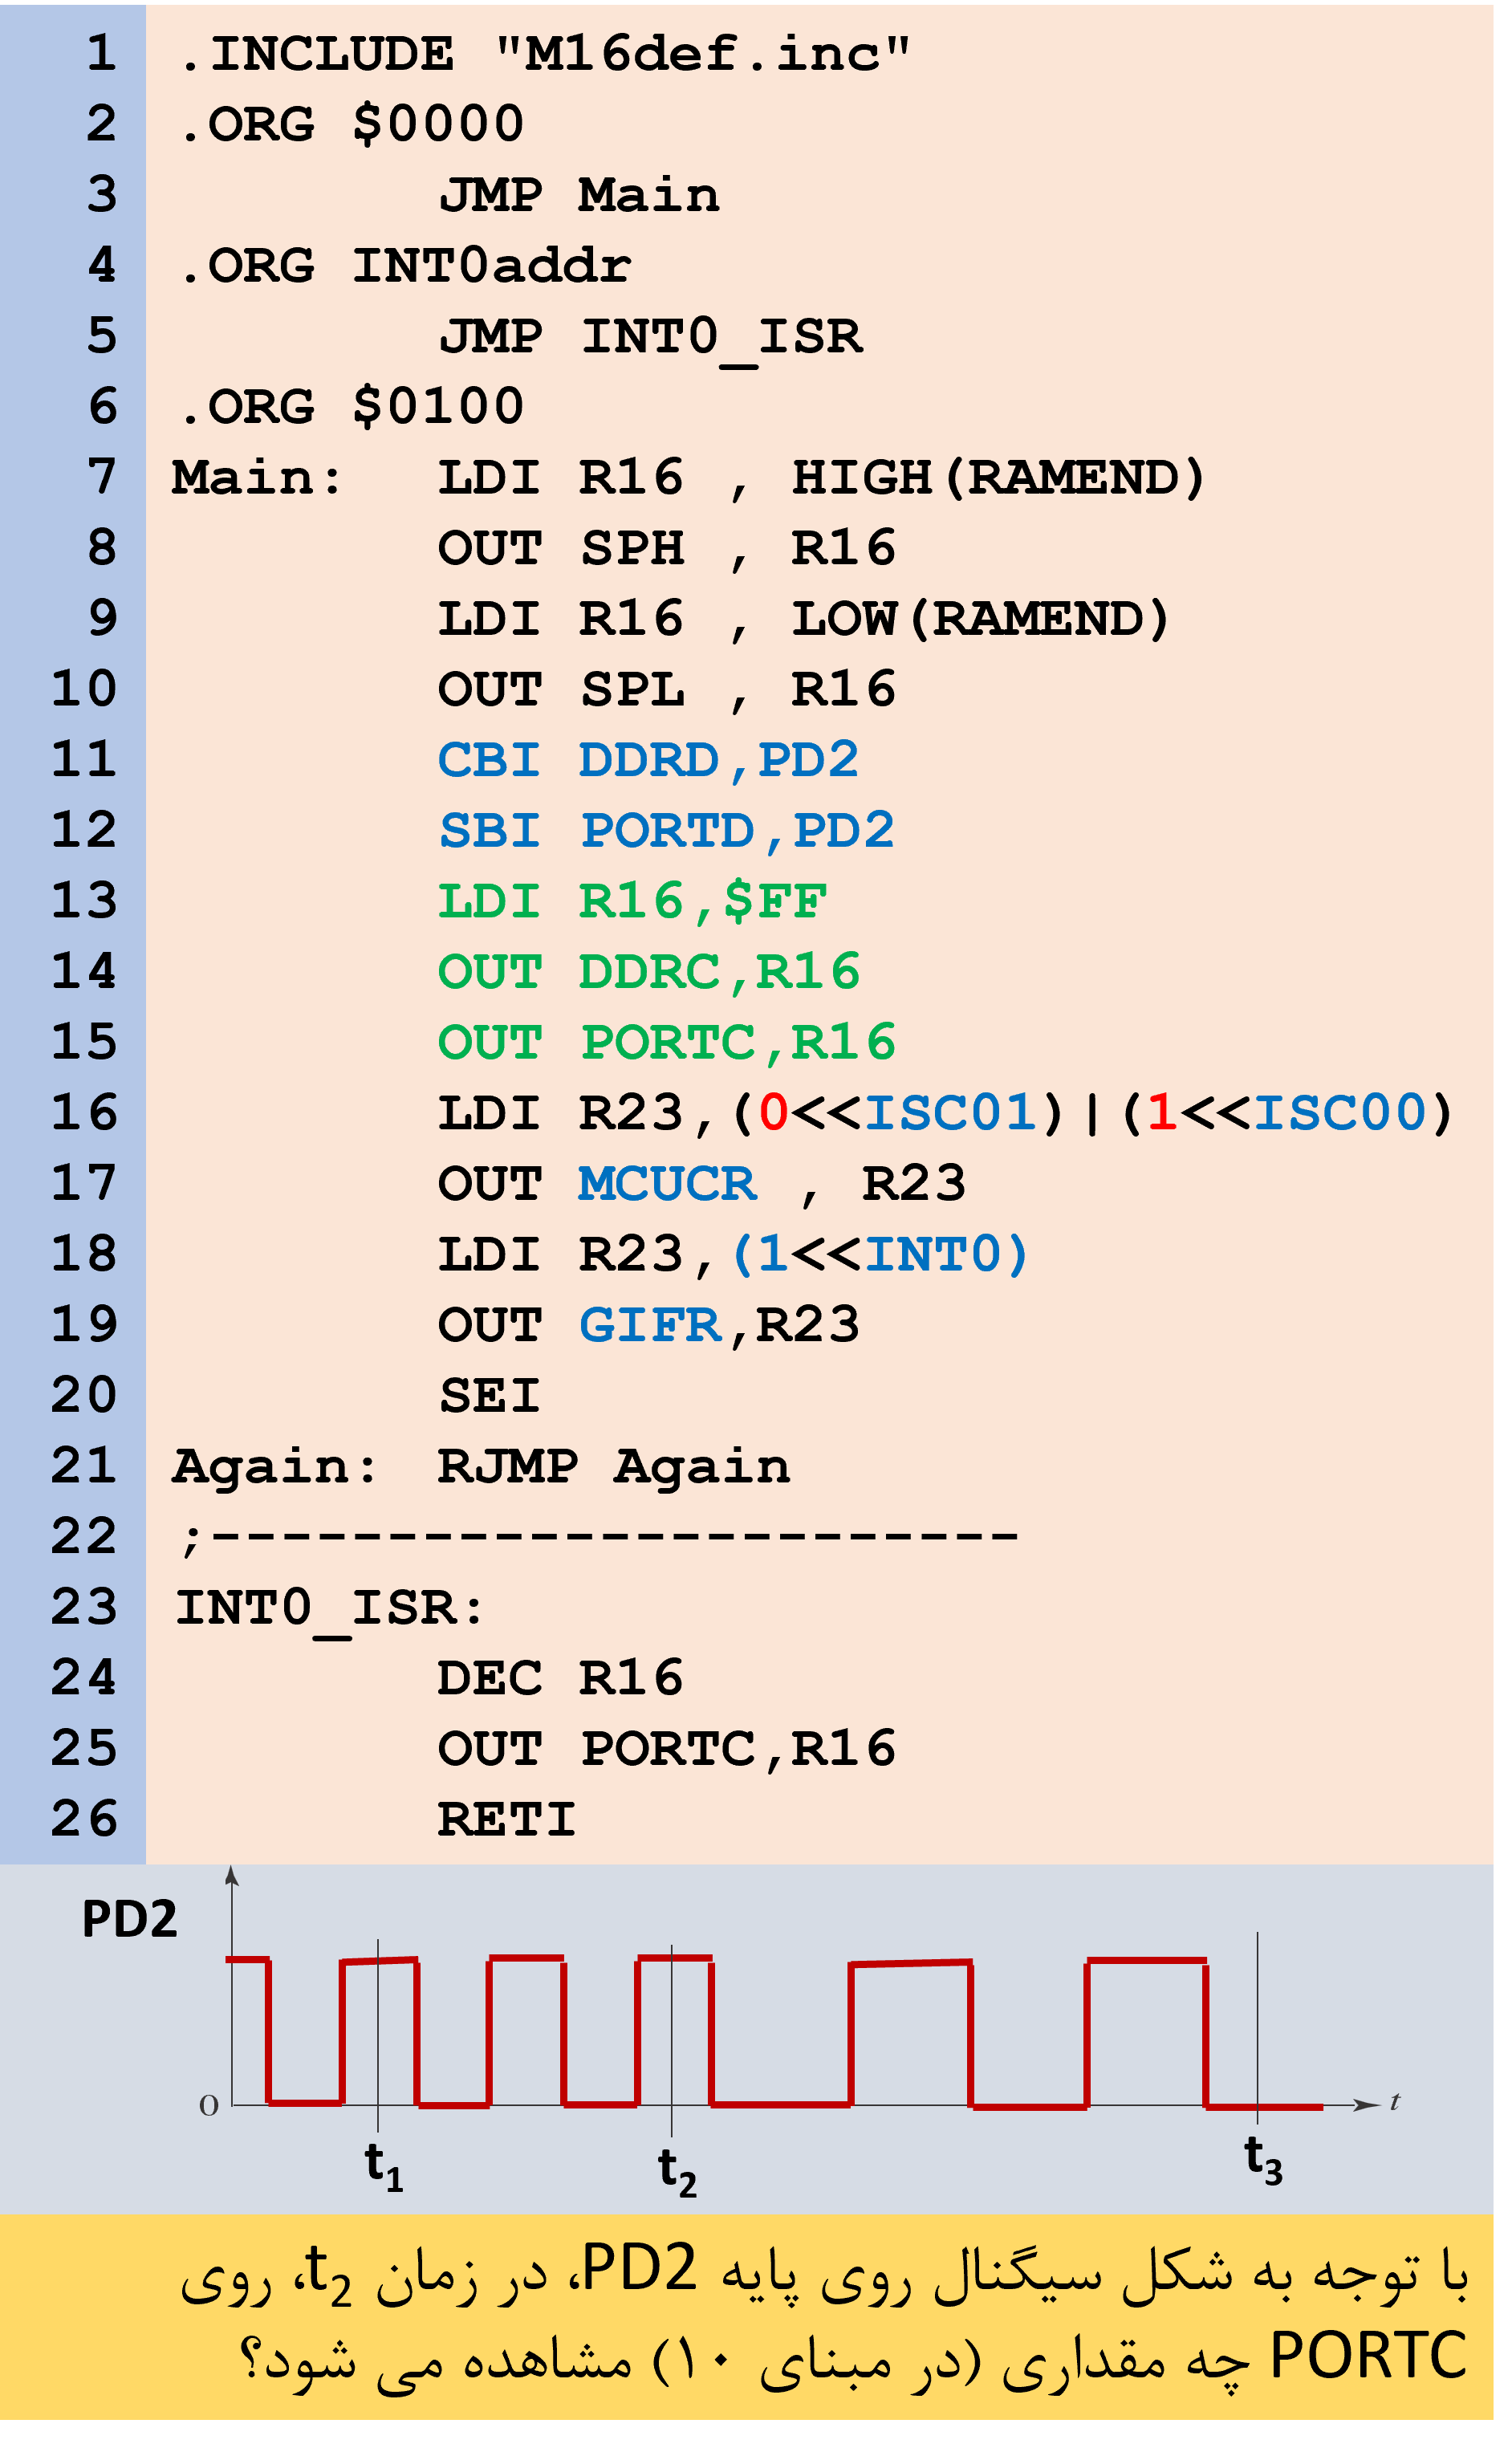 1 .INCLUDE "M16def.inc"
2 .ORG $0000
3 JMP Main
4 .ORG INT0addr
5 JMP INT0_ISR
6 .ORG $0100
7 Main: LDI R16 , HIGH(RAMEND)
8 OUT SPH , R16
9 LDI R16 , LOW(RAMEND)
10 OUT SPL , R16
11 CBI DDRD,PD2
12 SBI PORTD,PD2
13 LDI R16,$FF
14 OUT DDRC,R16
15 OUT PORTC,R16
16 LDI R23,(0<<ISC01)|(1<<ISC00)
17 OUT MCUCR , R23
18 LDI R23,(1<<INT0)
19 OUT GIFR,R23
20 SEI
21 Again: RJMP Again
22 ;-----------------------
23 INT0_ISR:
24 DEC R16
25 OUT PORTC,R16
26 RETI
PD2
0 t
t₁ t₂ t₃
با توجه به شکل سیگنال روی پایه PD2، در زمان t₂، روی
PORTC چه مقداری (در مبنای ۱۰) مشاهده می شود؟